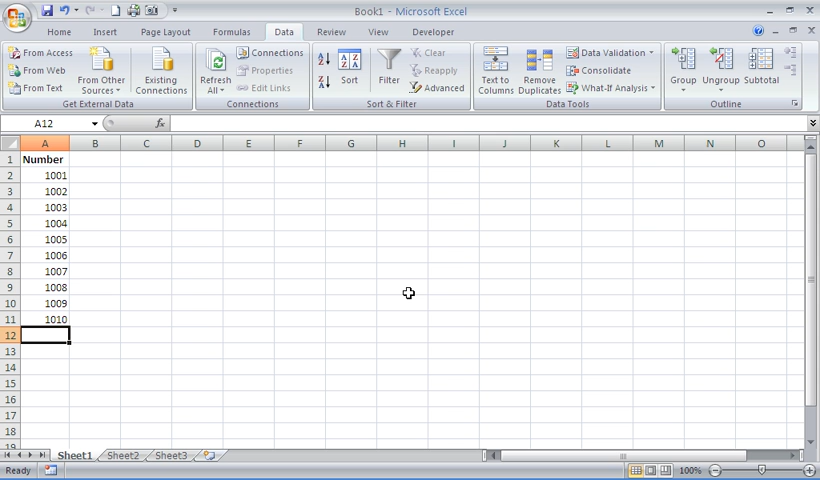 Book1 - Microsoft Excel
Home Insert Page Layout Formulas Data Review View Developer
From Access
From Web
From Text
From Other Sources
Existing Connections
Get External Data
Refresh All
Connections
Properties
Edit Links
Connections
Sort
Filter
Clear
Reapply
Advanced
Sort & Filter
Text to Columns
Remove Duplicates
Data Validation
Consolidate
What-If Analysis
Data Tools
Group
Ungroup
Subtotal
Outline
A12 fx
A B C D E F G H I J K L M N O
1 Number
2 1001
3 1002
4 1003
5 1004
6 1005
7 1006
8 1007
9 1008
10 1009
11 1010
12
13
14
15
16
17
18
19
Sheet1 Sheet2 Sheet3
Ready 100%